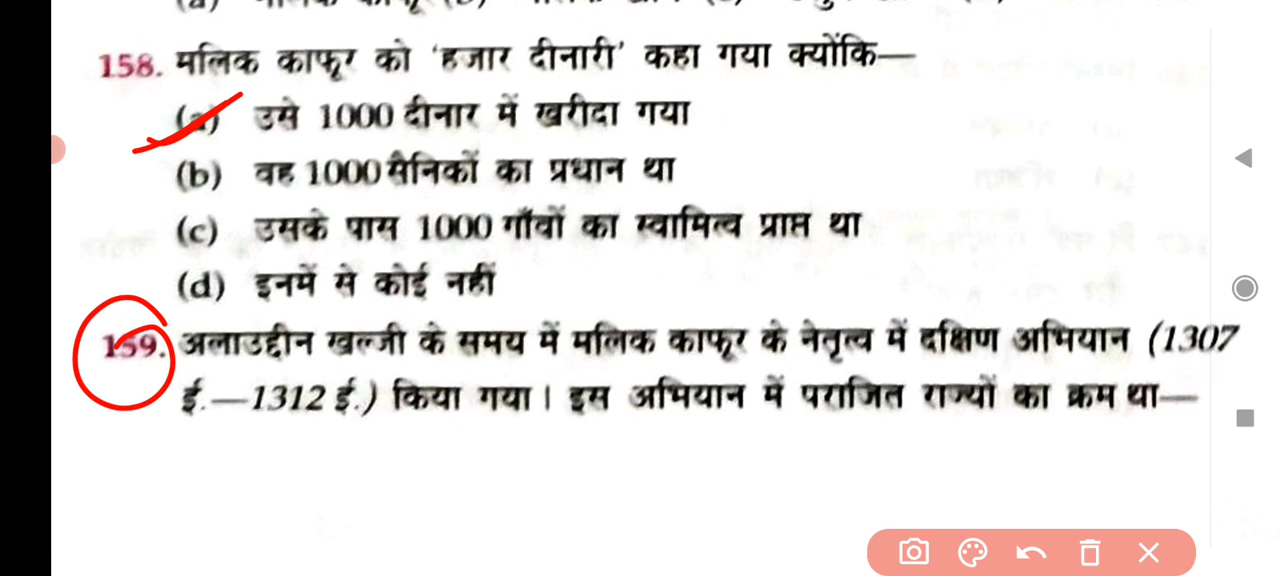 158. मलिक काफूर को 'हजार दीनारी' कहा गया क्योंकि—
(a) उसे 1000 दीनार में खरीदा गया
(b) वह 1000 सैनिकों का प्रधान था
(c) उसके पास 1000 गाँवों का स्वामित्व प्राप्त था
(d) इनमें से कोई नहीं
159. अलाउद्दीन खल्जी के समय में मलिक काफूर के नेतृत्व में दक्षिण अभियान (1307
ई.—1312 ई.) किया गया। इस अभियान में पराजित राज्यों का क्रम था—